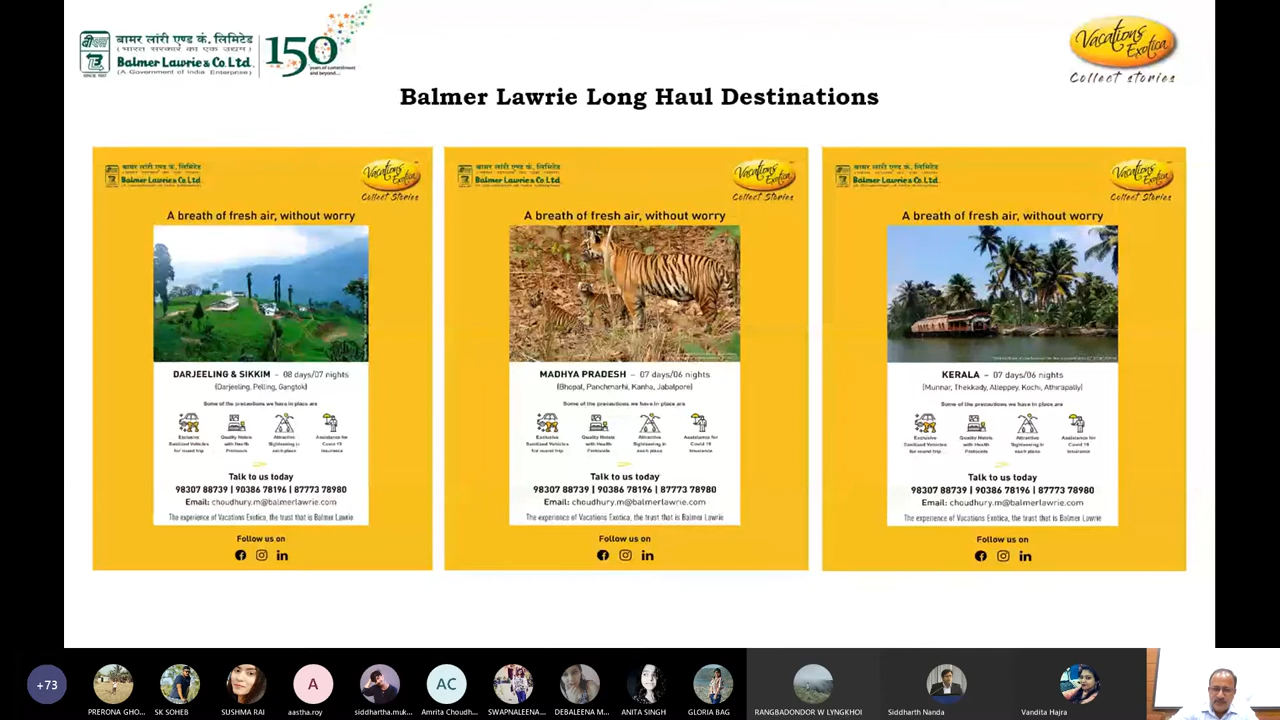 बामर लॉरी एण्ड कं. लिमिटेड
(भारत सरकार का एक उद्यम)
Balmer Lawrie & Co. Ltd.
(A Government of India Enterprise)
SINCE 1867
150
years of commitment
and beyond...
Vacations
Exotica
Collect stories
Balmer Lawrie Long Haul Destinations
बामर लॉरी एण्ड कं. लिमिटेड
Balmer Lawrie & Co. Ltd.
Vacations
Exotica
Collect Stories
A breath of fresh air, without worry
DARJEELING & SIKKIM – 08 days/07 nights
(Darjeeling, Pelling, Gangtok)
Some of the precautions we have in place are
Exclusive
Sanitized Vehicles
for round trip
Quality Hotels
with Health
Protocols
Attractive
Sightseeing in
each place
Assistance for
Covid 19
Insurance
Talk to us today
98307 88739 | 90386 78196 | 87773 78980
Email: choudhury.m@balmerlawrie.com
The experience of Vacations Exotica, the trust that is Balmer Lawrie
Follow us on
बामर लॉरी एण्ड कं. लिमिटेड
Balmer Lawrie & Co. Ltd.
Vacations
Exotica
Collect Stories
A breath of fresh air, without worry
MADHYA PRADESH – 07 days/06 nights
(Bhopal, Panchmarhi, Kanha, Jabalpore)
Some of the precautions we have in place are
Exclusive
Sanitized Vehicles
for round trip
Quality Hotels
with Health
Protocols
Attractive
Sightseeing in
each place
Assistance for
Covid 19
Insurance
Talk to us today
98307 88739 | 90386 78196 | 87773 78980
Email: choudhury.m@balmerlawrie.com
The experience of Vacations Exotica, the trust that is Balmer Lawrie
Follow us on
बामर लॉरी एण्ड कं. लिमिटेड
Balmer Lawrie & Co. Ltd.
Vacations
Exotica
Collect Stories
A breath of fresh air, without worry
KERALA – 07 days/06 nights
(Munnar, Thekkady, Alleppey, Kochi, Athirapally)
Some of the precautions we have in place are
Exclusive
Sanitized Vehicles
for round trip
Quality Hotels
with Health
Protocols
Attractive
Sightseeing in
each place
Assistance for
Covid 19
Insurance
Talk to us today
98307 88739 | 90386 78196 | 87773 78980
Email: choudhury.m@balmerlawrie.com
The experience of Vacations Exotica, the trust that is Balmer Lawrie
Follow us on
+73
A
AC
PRERONA GHO... SK SOHEB SUSHMA RAI aastha.roy siddhartha.muk... Amrita Choudh... SWAPNALEENA... DEBALEENA M... ANITA SINGH GLORIA BAG RANGBADONDOR W LYNGKHOI Siddharth Nanda Vandita Hajra